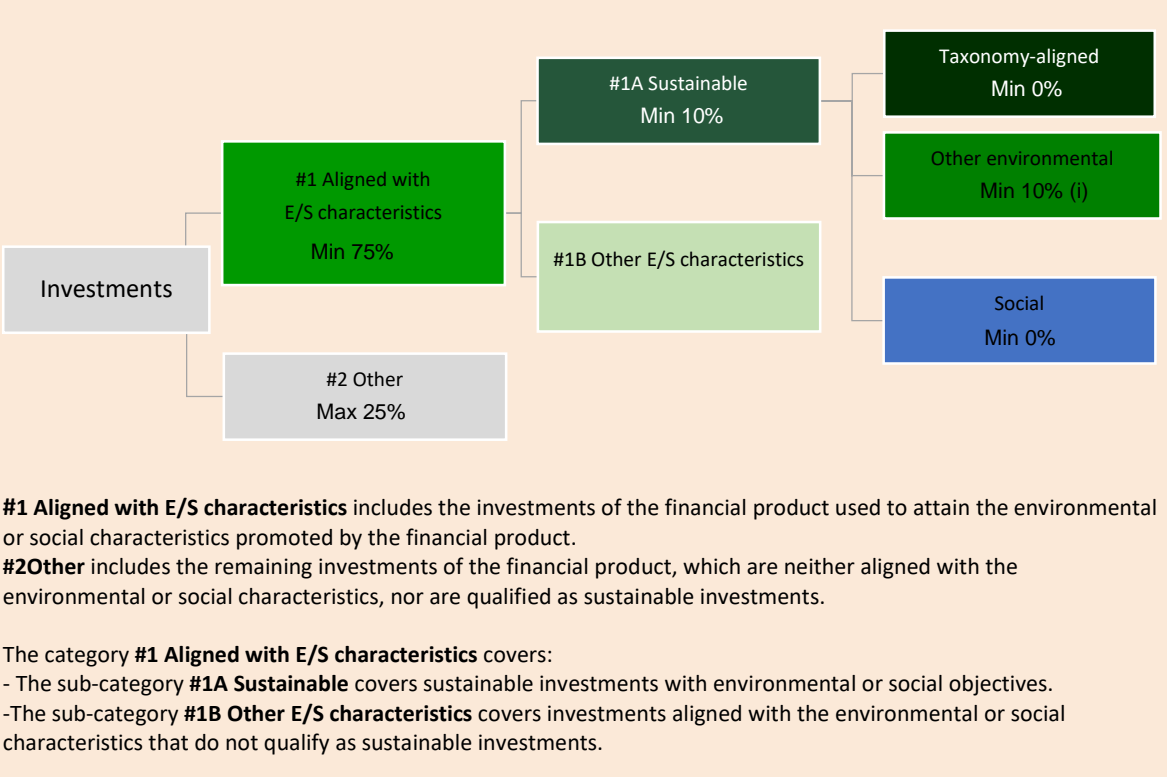 Investments
#1 Aligned with
E/S characteristics
Min 75%
#2 Other
Max 25%
#1A Sustainable
Min 10%
#1B Other E/S characteristics
Taxonomy-aligned
Min 0%
Other environmental
Min 10% (i)
Social
Min 0%
#1 Aligned with E/S characteristics includes the investments of the financial product used to attain the environmental
or social characteristics promoted by the financial product.
#2Other includes the remaining investments of the financial product, which are neither aligned with the
environmental or social characteristics, nor are qualified as sustainable investments.
The category #1 Aligned with E/S characteristics covers:
- The sub-category #1A Sustainable covers sustainable investments with environmental or social objectives.
-The sub-category #1B Other E/S characteristics covers investments aligned with the environmental or social
characteristics that do not qualify as sustainable investments.